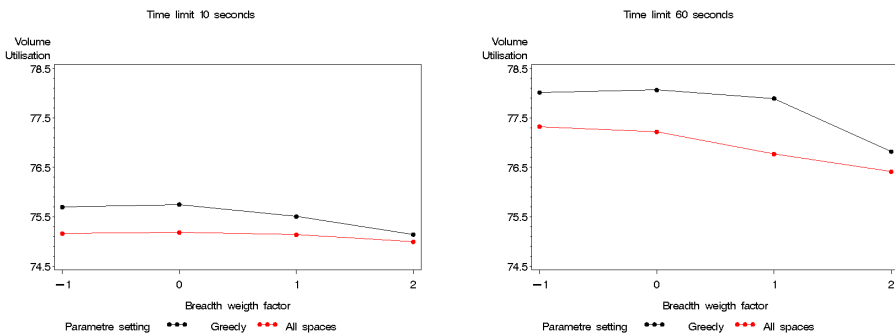 Time limit 10 seconds
Volume
Utilisation
78.5
77.5
76.5
75.5
74.5
−1
0
1
2
Breadth weigth factor
Parametre setting Greedy All spaces
Time limit 60 seconds
Volume
Utilisation
78.5
77.5
76.5
75.5
74.5
−1
0
1
2
Breadth weigth factor
Parametre setting Greedy All spaces